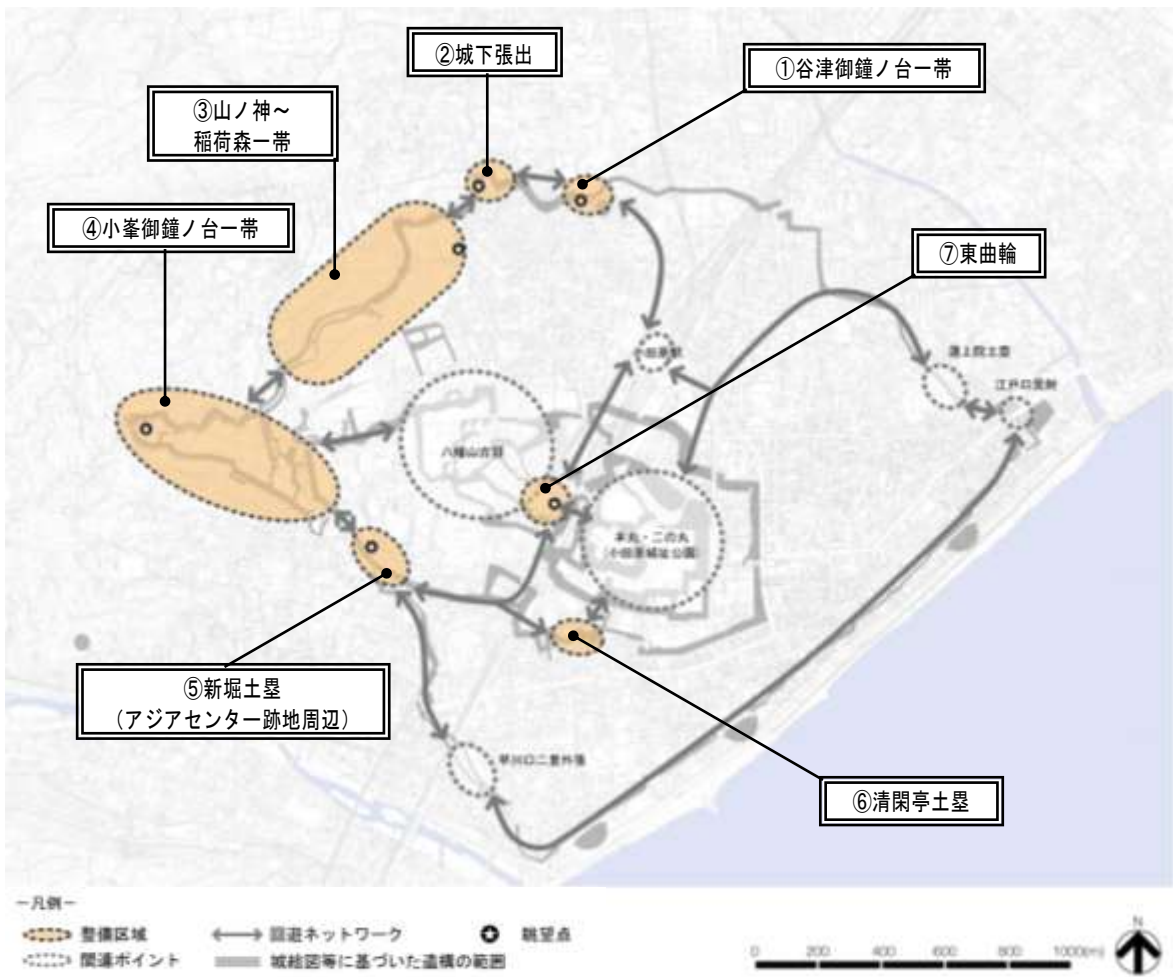 ②城下張出
①谷津御鐘ノ台一帯
③山ノ神～
稲荷森一帯
④小峯御鐘ノ台一帯
⑦東曲輪
小田原駅
蓮上院土塁
江戸口見附
八幡山古郭
本丸・二の丸
(小田原城址公園)
⑤新堀土塁
（アジアセンター跡地周辺）
早川口二重外張
⑥清閑亭土塁
－凡例－
整備区域
回遊ネットワーク
眺望点
関連ポイント
城絵図等に基づいた遺構の範囲
0 200 400 600 800 1000(m)
N